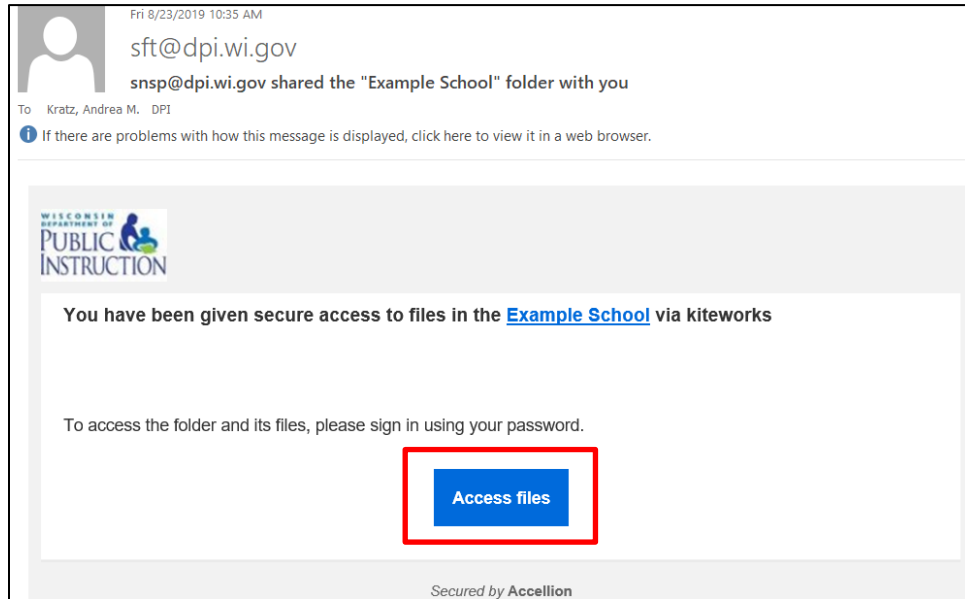 Fri 8/23/2019 10:35 AM
sft@dpi.wi.gov
snsp@dpi.wi.gov shared the "Example School" folder with you
To Kratz, Andrea M. DPI
If there are problems with how this message is displayed, click here to view it in a web browser.
WISCONSIN
DEPARTMENT OF
PUBLIC
INSTRUCTION
You have been given secure access to files in the Example School via kiteworks
To access the folder and its files, please sign in using your password.
Access files
Secured by Accellion